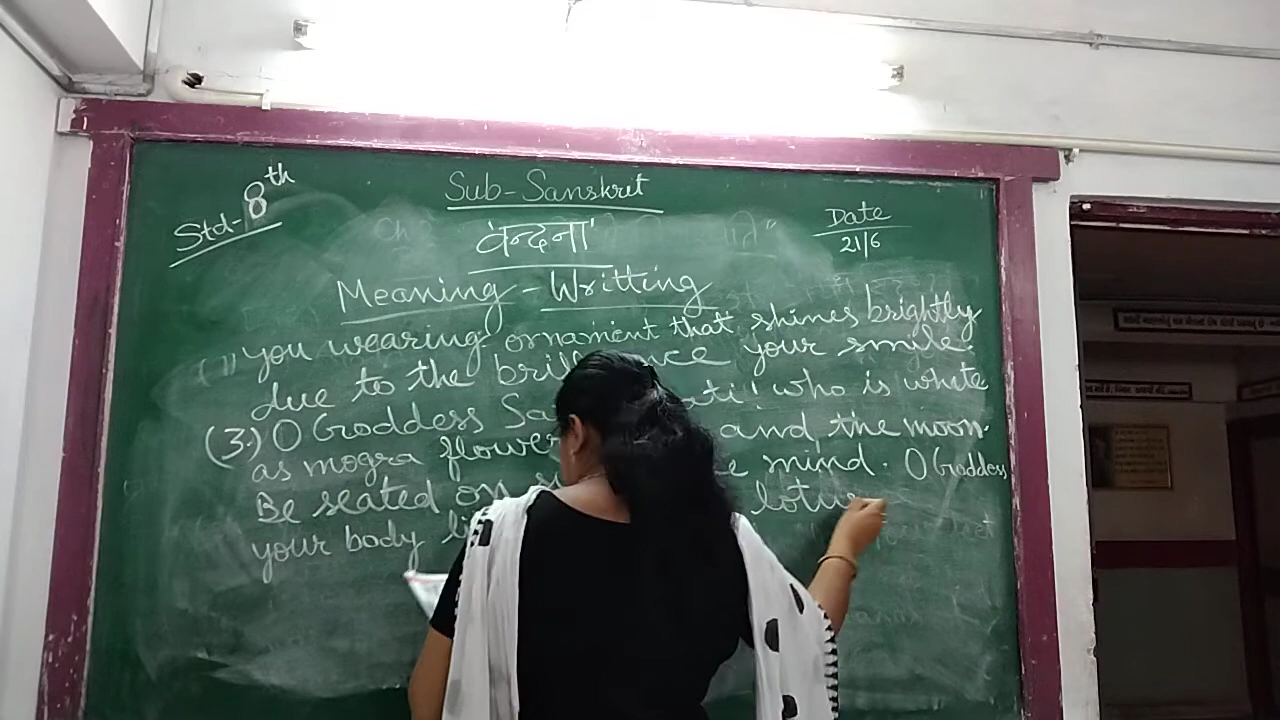 Std- 8th
Sub-Sanskrit
Date
21/6
'वन्दना'
Meaning - Writting
(1) you wearing ornament that shines brightly
due to the your smile.
(3.) O Goddess who is white
as mogra and the moon.
Be seated on mind. O Goddess
your body lotus